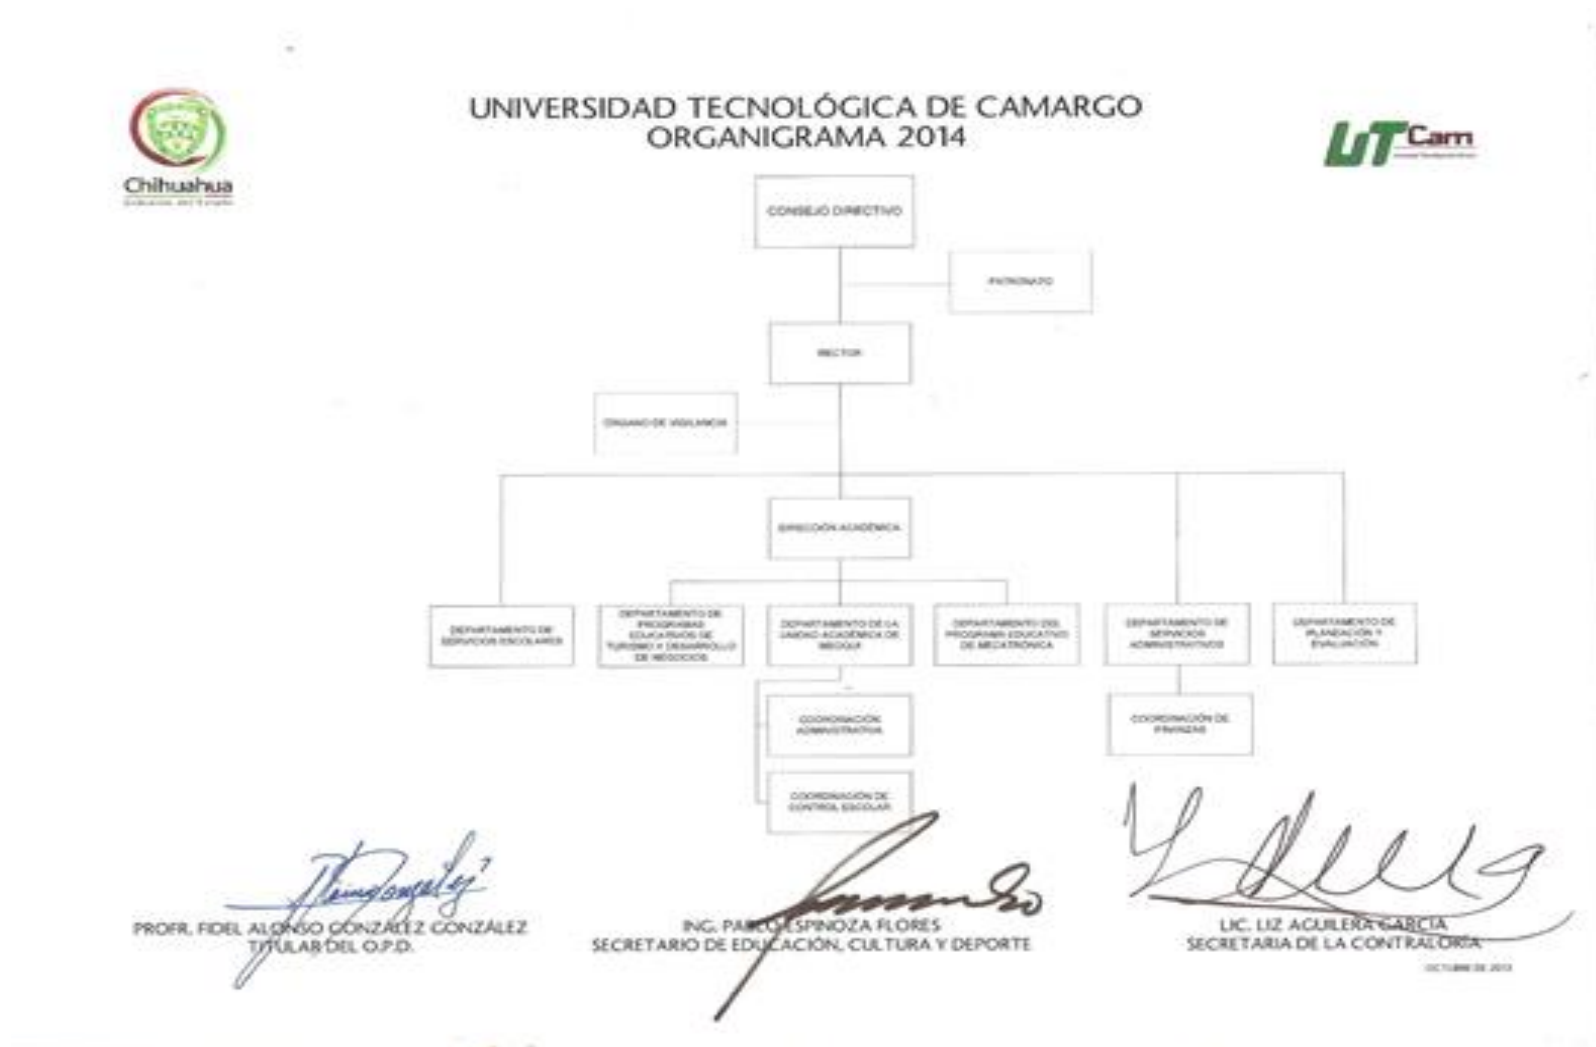 UNIVERSIDAD TECNOLÓGICA DE CAMARGO
ORGANIGRAMA 2014
Chihuahua
UTCam
CONSEJO DIRECTIVO
PATRONATO
RECTOR
ÓRGANO DE VIGILANCIA
DIRECCIÓN ACADÉMICA
DEPARTAMENTO DE
SERVICIOS ESCOLARES
DEPARTAMENTO DE
PROGRAMAS
EDUCATIVOS DE
TURISMO Y DESARROLLO
DE NEGOCIOS
DEPARTAMENTO DE LA
UNIDAD ACADÉMICA DE
MEOQUI
DEPARTAMENTO DEL
PROGRAMA EDUCATIVO
DE MECATRÓNICA
DEPARTAMENTO DE
SERVICIOS
ADMINISTRATIVOS
DEPARTAMENTO DE
PLANEACIÓN Y
EVALUACIÓN
COORDINACIÓN
ADMINISTRATIVA
COORDINACIÓN DE
FINANZAS
COORDINACIÓN DE
CONTROL ESCOLAR
PROFR. FIDEL ALONSO GONZÁLEZ GONZÁLEZ
TITULAR DEL O.P.D.
ING. PABLO ESPINOZA FLORES
SECRETARIO DE EDUCACIÓN, CULTURA Y DEPORTE
LIC. LIZ AGUILERA GARCÍA
SECRETARIA DE LA CONTRALORÍA
OCTUBRE DE 2013